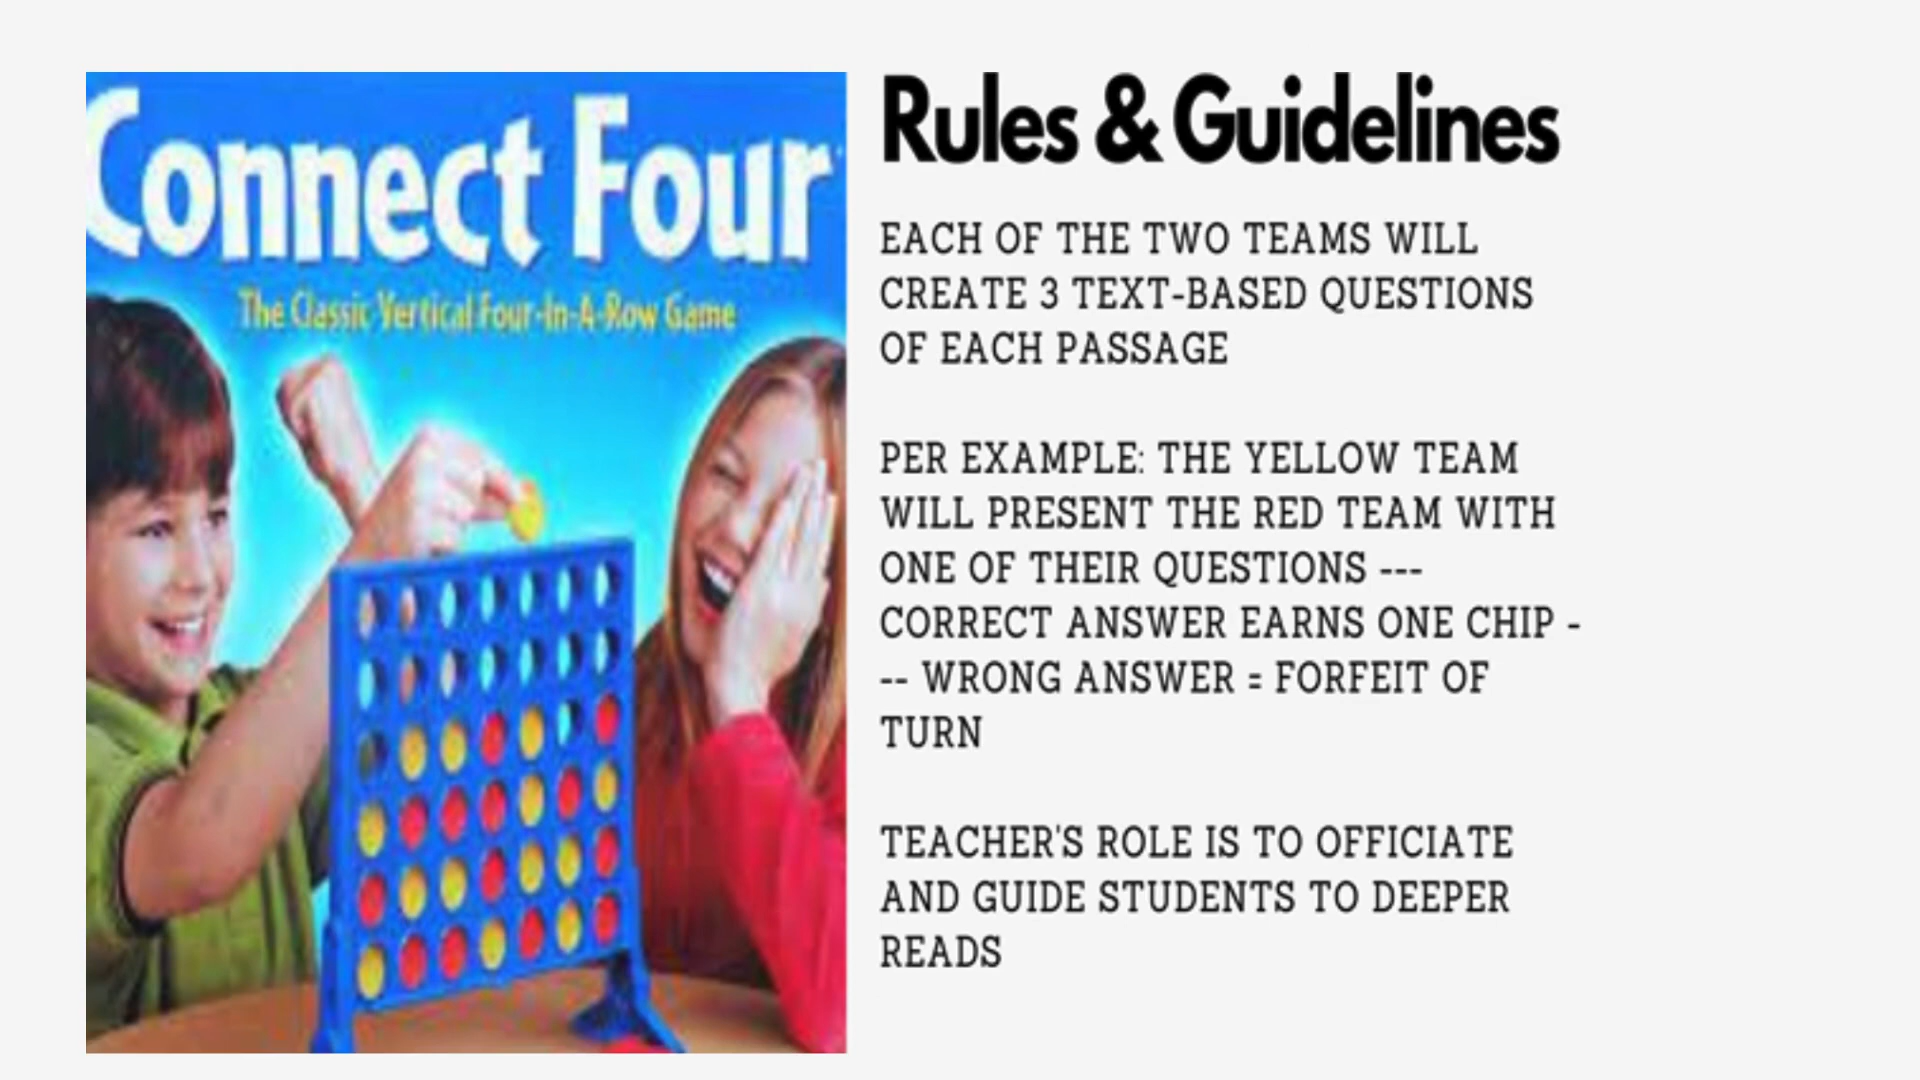 Connect Four
The Classic Vertical Four-In-A-Row Game
Rules & Guidelines
EACH OF THE TWO TEAMS WILL
CREATE 3 TEXT-BASED QUESTIONS
OF EACH PASSAGE
PER EXAMPLE: THE YELLOW TEAM
WILL PRESENT THE RED TEAM WITH
ONE OF THEIR QUESTIONS ---
CORRECT ANSWER EARNS ONE CHIP -
-- WRONG ANSWER = FORFEIT OF
TURN
TEACHER'S ROLE IS TO OFFICIATE
AND GUIDE STUDENTS TO DEEPER
READS